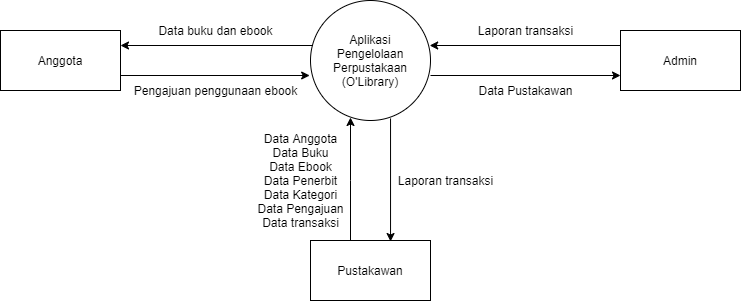 Data buku dan ebook
Laporan transaksi
Anggota
Aplikasi
Pengelolaan
Perpustakaan
(O'Library)
Admin
Pengajuan penggunaan ebook
Data Pustakawan
Data Anggota
Data Buku
Data Ebook
Data Penerbit
Data Kategori
Data Pengajuan
Data transaksi
Laporan transaksi
Pustakawan